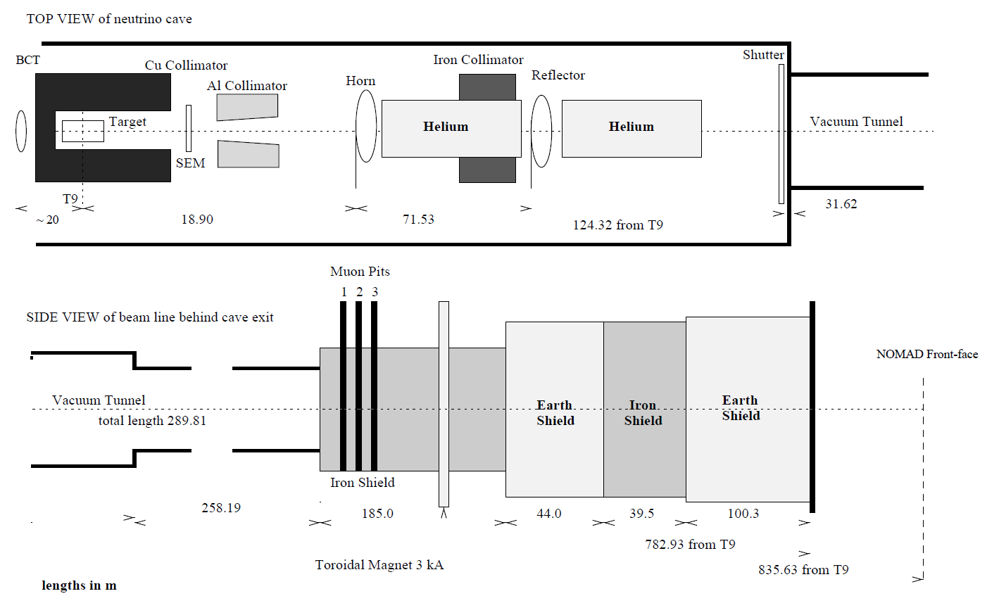 TOP VIEW of neutrino cave
BCT
Cu Collimator
Al Collimator
Horn
Iron Collimator
Reflector
Shutter
Target
Helium
Helium
Vacuum Tunnel
SEM
T9
~ 20
18.90
71.53
124.32 from T9
31.62
Muon Pits
1 2 3
SIDE VIEW of beam line behind cave exit
NOMAD Front-face
Vacuum Tunnel
total length 289.81
Earth
Shield
Iron
Shield
Earth
Shield
Iron Shield
258.19
185.0
44.0
39.5
100.3
782.93 from T9
Toroidal Magnet 3 kA
835.63 from T9
lengths in m